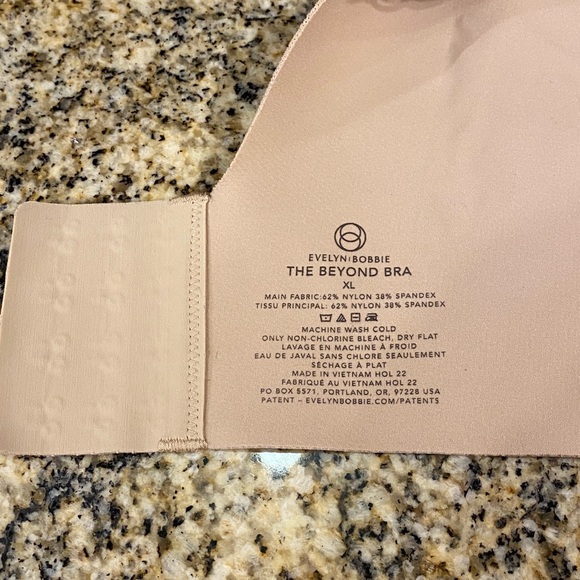 EVELYN BOBBIE
THE BEYOND BRA
XL
MAIN FABRIC:62% NYLON 38% SPANDEX
TISSU PRINCIPAL: 62% NYLON 38% SPANDEX
MACHINE WASH COLD
ONLY NON-CHLORINE BLEACH, DRY FLAT
LAVAGE EN MACHINE À FROID
EAU DE JAVAL SANS CHLORE SEAULEMENT
SÉCHAGE À PLAT
MADE IN VIETNAM HOL 22
FABRIQUÉ AU VIETNAM HOL 22
PO BOX 5571, PORTLAND, OR, 97228 USA
PATENT – EVELYNBOBBIE.COM/PATENTS